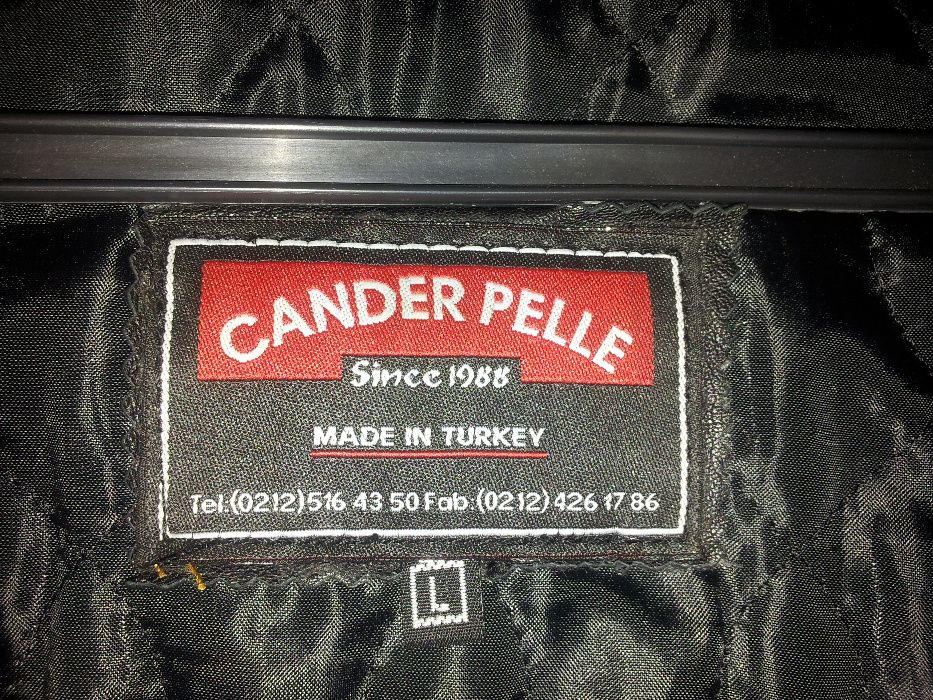 CANDER PELLE
Since 1988
MADE IN TURKEY
Tel:(0212)516 43 50 Fab:(0212)426 17 86
L